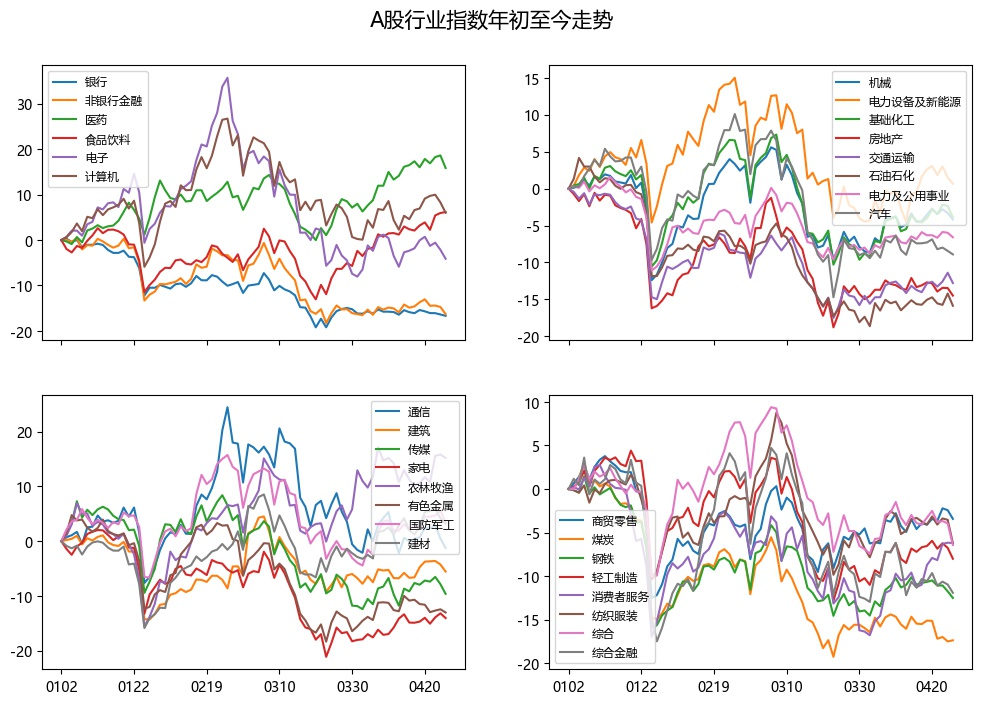 A股行业指数年初至今走势
银行
非银行金融
医药
食品饮料
电子
计算机
30
20
10
0
-10
-20
机械
电力设备及新能源
基础化工
房地产
交通运输
石油石化
电力及公用事业
汽车
15
10
5
0
-5
-10
-15
-20
通信
建筑
传媒
家电
农林牧渔
有色金属
国防军工
建材
20
10
0
-10
-20
0102 0122 0219 0310 0330 0420
商贸零售
煤炭
钢铁
轻工制造
消费者服务
纺织服装
综合
综合金融
10
5
0
-5
-10
-15
-20
0102 0122 0219 0310 0330 0420